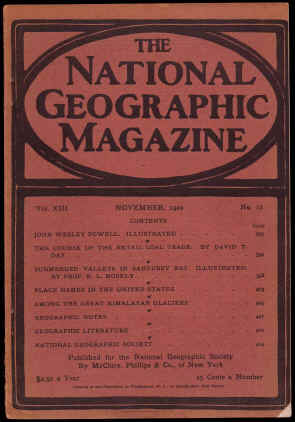 THE
NATIONAL
GEOGRAPHIC
MAGAZINE
Vol. XIII NOVEMBER, 1902 No. 11
CONTENTS
JOHN WESLEY POWELL. ILLUSTRATED
THE COURSE OF THE RETAIL COAL TRADE. BY DAVID T.
DAY
SUBMERGED VALLEYS IN SANDUSKY BAY. ILLUSTRATED.
BY PROF. E. L. MOSELY
PLACE NAMES IN THE UNITED STATES
AMONG THE GREAT HIMALAYAN GLACIERS
GEOGRAPHIC NOTES
GEOGRAPHIC LITERATURE
NATIONAL GEOGRAPHIC SOCIETY
Published for the National Geographic Society
By McClure, Phillips & Co., of New York
$2.50 a Year 25 Cents a Number